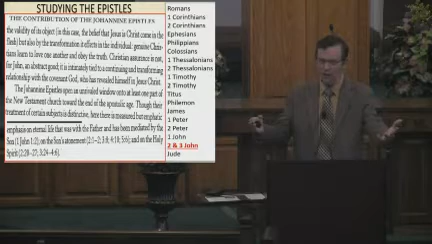 STUDYING THE EPISTLES
THE CONTRIBUTION OF THE JOHANNINE EPISTLES
the validity of its object (in this case, the belief that Jesus is Christ come in the
flesh) but also by the transformation it effects in the individual: genuine Chris-
tians learn to love one another and obey the truth. Christian assurance is not,
for John, an abstract good; it is intimately tied to a continuing and transforming
relationship with the covenant God, who has revealed himself in Jesus Christ.
The Johannine Epistles open an unrivaled window onto at least one part of
the New Testament church toward the end of the apostolic age. Though their
treatment of certain subjects is distinctive, here there is measured but emphatic
emphasis on eternal life that was with the Father and has been mediated by the
Son (1 John 1:2), on the Son's atonement (2:1–2; 3:8; 4:10; 5:6), and on the Holy
Spirit (2:20–27; 3:24–4:6).
Romans
1 Corinthians
2 Corinthians
Ephesians
Philippians
Colossians
1 Thessalonians
2 Thessalonians
1 Timothy
2 Timothy
Titus
Philemon
James
1 Peter
2 Peter
1 John
2 & 3 John
Jude